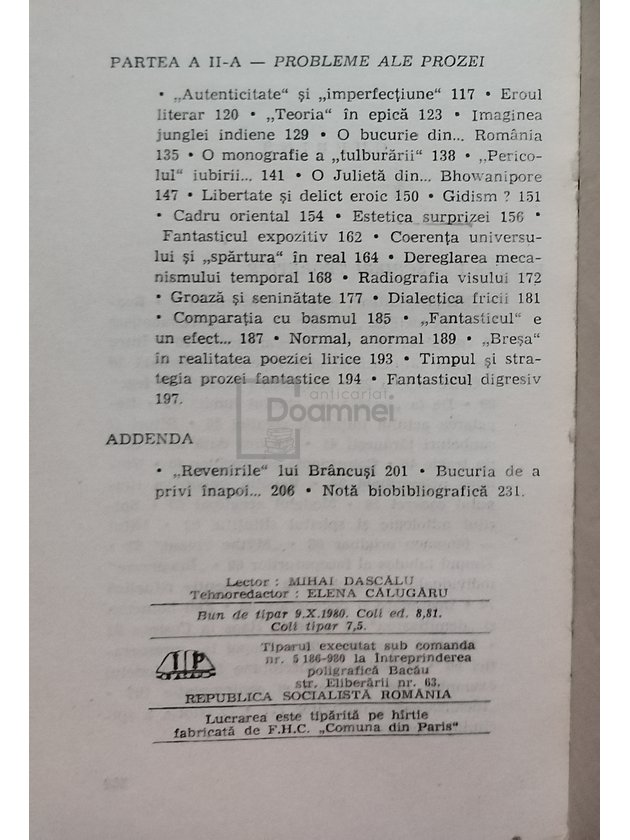 PARTEA A II-A — PROBLEME ALE PROZEI
• „Autenticitate“ și „imperfecțiune“ 117 • Eroul
literar 120 • „Teoria“ în epică 123 • Imaginea
junglei indiene 129 • O bucurie din... România
135 • O monografie a „tulburării“ 138 • „Perico-
lul“ iubirii... 141 • O Julietă din... Bhowanipore
147 • Libertate și delict eroic 150 • Gidism ? 151
• Cadru oriental 154 • Estetica surprizei 156 •
Fantasticul expozitiv 162 • Coerența universu-
lui și „spărtura“ în real 164 • Dereglarea meca-
nismului temporal 168 • Radiografia visului 172
• Groază și seninătate 177 • Dialectica fricii 181
• Comparația cu basmul 185 • „Fantasticul“ e
un efect... 187 • Normal, anormal 189 • „Breșa“
în realitatea poeziei lirice 193 • Timpul și stra-
tegia prozei fantastice 194 • Fantasticul digresiv
197.
anticariat
Doamnei
ADDENDA
• „Revenirile“ lui Brâncuși 201 • Bucuria de a
privi înapoi... 206 • Notă biobibliografică 231.
Lector : MIHAI DASCĂLU
Tehnoredactor : ELENA CĂLUGĂRU
Bun de tipar 9.X.1980. Coli ed. 8,81.
Coli tipar 7,5.
Tiparul executat sub comanda
nr. 5 186-980 la Intreprinderea
poligrafică Bacău
str. Eliberării nr. 63.
REPUBLICA SOCIALISTĂ ROMÂNIA
Lucrarea este tipărită pe hîrtie
fabricată de F.H.C. „Comuna din Paris“